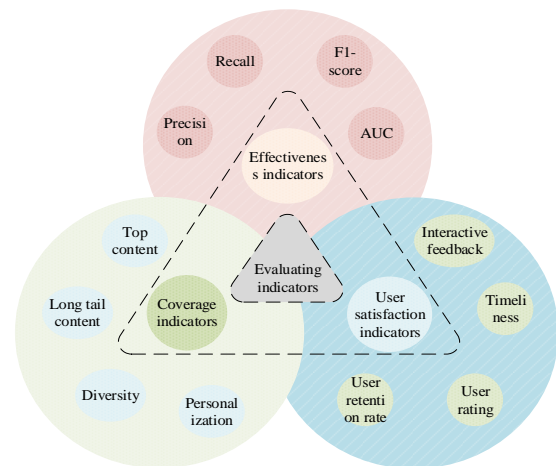 Recall
F1-
score
Precisi
on
AUC
Effectivenes
s indicators
Top
content
Interactive
feedback
Evaluating
indicators
Long tail
content
Coverage
indicators
User
satisfaction
indicators
Timeli
ness
Diversity
Personal
ization
User
retenti
on rate
User
rating